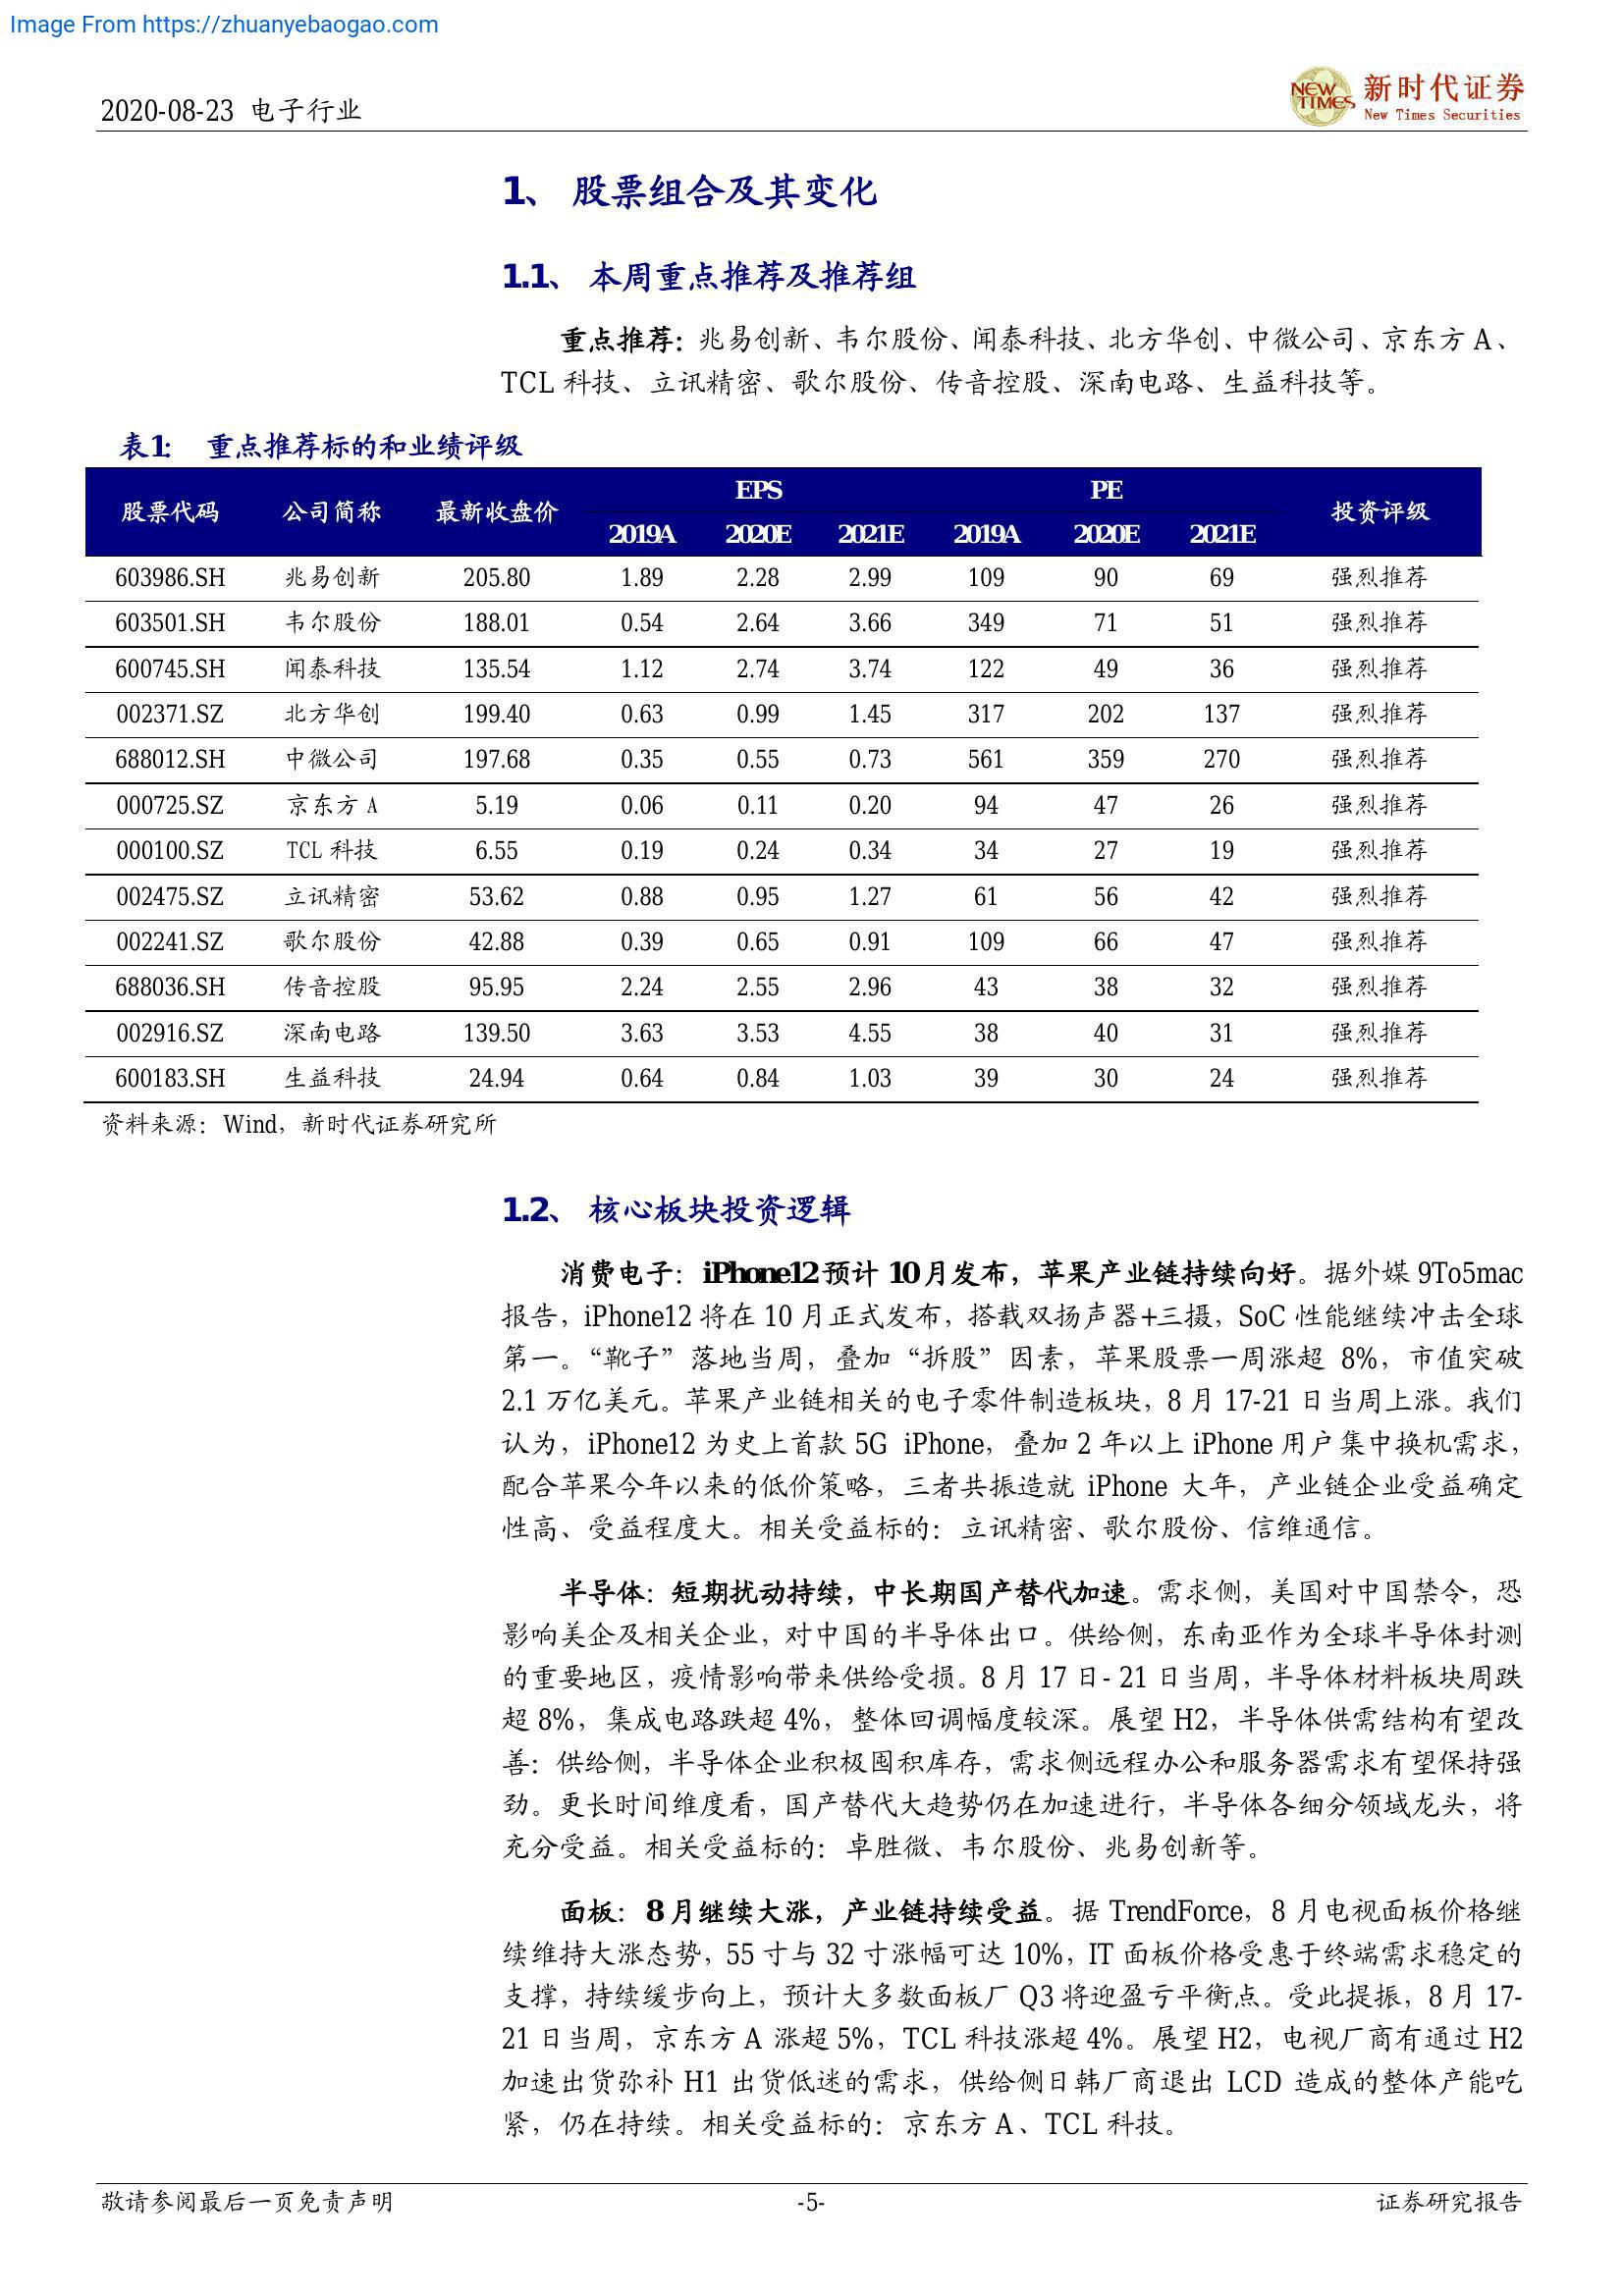 Image From https://zhuanyebaogao.com
2020-08-23 电子行业
NEW TIMES
新时代证券
New Times Securities
1、 股票组合及其变化
1.1、 本周重点推荐及推荐组
重点推荐：兆易创新、韦尔股份、闻泰科技、北方华创、中微公司、京东方 A、
TCL 科技、立讯精密、歌尔股份、传音控股、深南电路、生益科技等。
表1： 重点推荐标的和业绩评级
股票代码 公司简称 最新收盘价 EPS PE 投资评级
2019A 2020E 2021E 2019A 2020E 2021E
603986.SH 兆易创新 205.80 1.89 2.28 2.99 109 90 69 强烈推荐
603501.SH 韦尔股份 188.01 0.54 2.64 3.66 349 71 51 强烈推荐
600745.SH 闻泰科技 135.54 1.12 2.74 3.74 122 49 36 强烈推荐
002371.SZ 北方华创 199.40 0.63 0.99 1.45 317 202 137 强烈推荐
688012.SH 中微公司 197.68 0.35 0.55 0.73 561 359 270 强烈推荐
000725.SZ 京东方 A 5.19 0.06 0.11 0.20 94 47 26 强烈推荐
000100.SZ TCL 科技 6.55 0.19 0.24 0.34 34 27 19 强烈推荐
002475.SZ 立讯精密 53.62 0.88 0.95 1.27 61 56 42 强烈推荐
002241.SZ 歌尔股份 42.88 0.39 0.65 0.91 109 66 47 强烈推荐
688036.SH 传音控股 95.95 2.24 2.55 2.96 43 38 32 强烈推荐
002916.SZ 深南电路 139.50 3.63 3.53 4.55 38 40 31 强烈推荐
600183.SH 生益科技 24.94 0.64 0.84 1.03 39 30 24 强烈推荐
资料来源：Wind，新时代证券研究所
1.2、 核心板块投资逻辑
消费电子：iPhone12预计 10月发布，苹果产业链持续向好。据外媒 9To5mac
报告，iPhone12 将在 10 月正式发布，搭载双扬声器+三摄，SoC 性能继续冲击全球
第一。“靴子”落地当周，叠加“拆股”因素，苹果股票一周涨超 8%，市值突破
2.1 万亿美元。苹果产业链相关的电子零件制造板块，8 月 17-21 日当周上涨。我们
认为，iPhone12 为史上首款 5G iPhone，叠加 2 年以上 iPhone 用户集中换机需求，
配合苹果今年以来的低价策略，三者共振造就 iPhone 大年，产业链企业受益确定
性高、受益程度大。相关受益标的：立讯精密、歌尔股份、信维通信。
半导体：短期扰动持续，中长期国产替代加速。需求侧，美国对中国禁令，恐
影响美企及相关企业，对中国的半导体出口。供给侧，东南亚作为全球半导体封测
的重要地区，疫情影响带来供给受损。8 月 17 日- 21 日当周，半导体材料板块周跌
超 8%，集成电路跌超 4%，整体回调幅度较深。展望 H2，半导体供需结构有望改
善：供给侧，半导体企业积极囤积库存，需求侧远程办公和服务器需求有望保持强
劲。更长时间维度看，国产替代大趋势仍在加速进行，半导体各细分领域龙头，将
充分受益。相关受益标的：卓胜微、韦尔股份、兆易创新等。
面板：8月继续大涨，产业链持续受益。据 TrendForce，8 月电视面板价格继
续维持大涨态势，55 寸与 32 寸涨幅可达 10%，IT 面板价格受惠于终端需求稳定的
支撑，持续缓步向上，预计大多数面板厂 Q3 将迎盈亏平衡点。受此提振，8 月 17-
21 日当周，京东方 A 涨超 5%，TCL 科技涨超 4%。展望 H2，电视厂商有通过 H2
加速出货弥补 H1 出货低迷的需求，供给侧日韩厂商退出 LCD 造成的整体产能吃
紧，仍在持续。相关受益标的：京东方 A、TCL 科技。
敬请参阅最后一页免责声明 -5- 证券研究报告